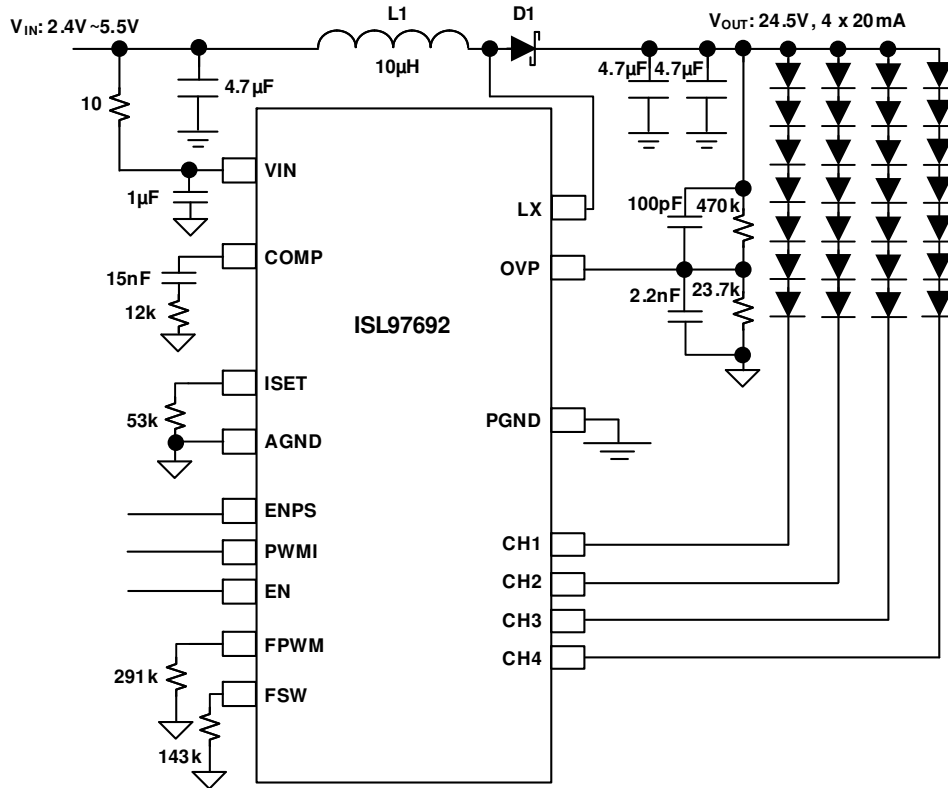 VIN: 2.4V ~5.5V
L1
D1
VOUT: 24.5V, 4 x 20mA
10µH
4.7µF
4.7µF 4.7µF
10
VIN
1µF
LX
100pF
470k
COMP
OVP
15nF
12k
2.2nF
23.7k
ISL97692
ISET
53k
PGND
AGND
ENPS
PWMI
EN
CH1
CH2
CH3
CH4
FPWM
291k
FSW
143k